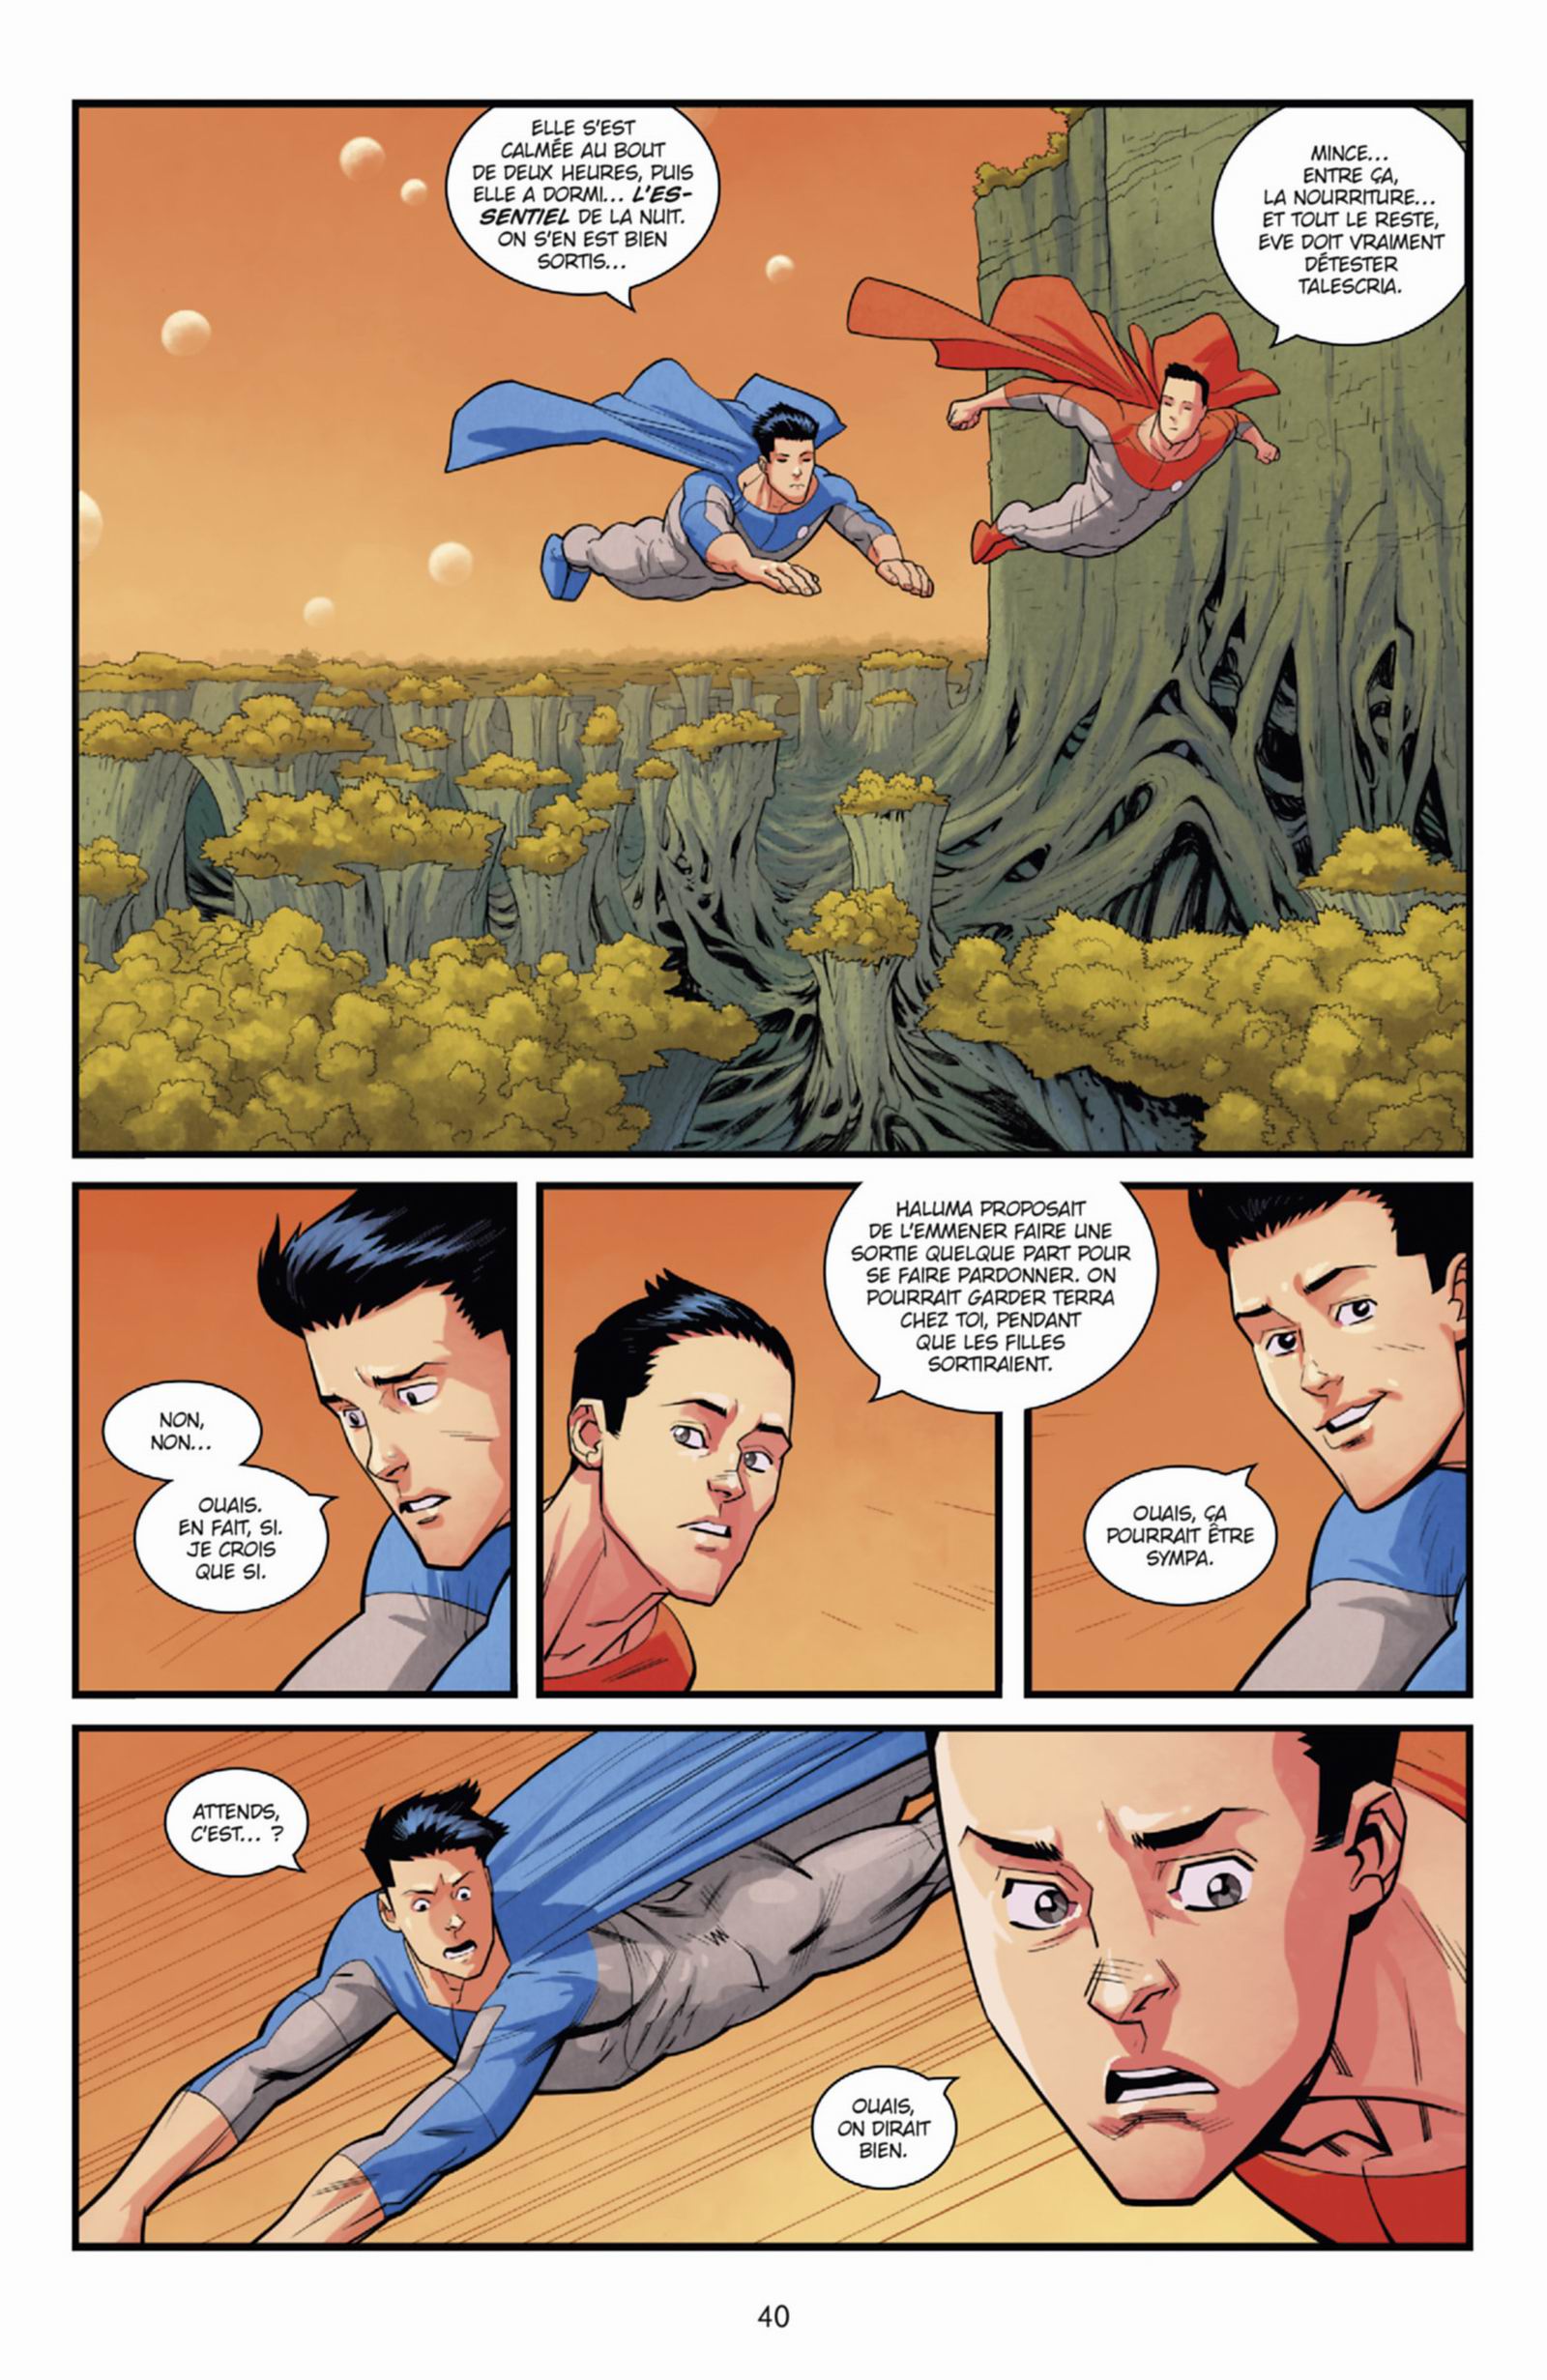 ELLE S'EST
CALMÉE AU BOUT
DE DEUX HEURES, PUIS
ELLE A DORMI... L'ES-
SENTIEL DE LA NUIT.
ON S'EN EST BIEN
SORTIS...
MINCE...
ENTRE ÇA,
LA NOURRITURE...
ET TOUT LE RESTE,
EVE DOIT VRAIMENT
DÉTESTER
TALESCRIA.
NON,
NON...
OUAIS.
EN FAIT, SI.
JE CROIS
QUE SI.
HALUMA PROPOSAIT
DE L'EMMENER FAIRE UNE
SORTIE QUELQUE PART POUR
SE FAIRE PARDONNER. ON
POURRAIT GARDER TERRA
CHEZ TOI, PENDANT
QUE LES FILLES
SORTIRAIENT.
OUAIS, ÇA
POURRAIT ÊTRE
SYMPA.
ATTENDS,
C'EST... ?
OUAIS,
ON DIRAIT
BIEN.
40